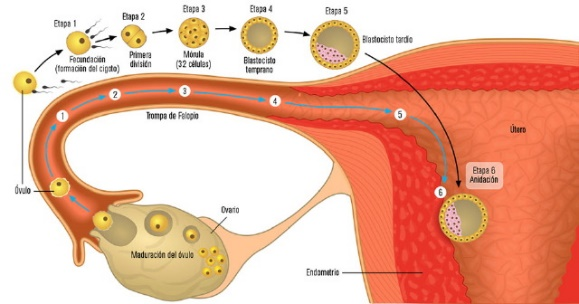 Etapa 1
Fecundación
(formación del cigoto)
Etapa 2
Primera
división
Etapa 3
Mórula
(32 células)
Etapa 4
Blastocisto
temprano
Etapa 5
Blastocisto tardío
1
2
3
4
5
6
Trompa de Falopio
Útero
Etapa 6
Anidación
Óvulo
Ovario
Maduración del óvulo
Endometrio